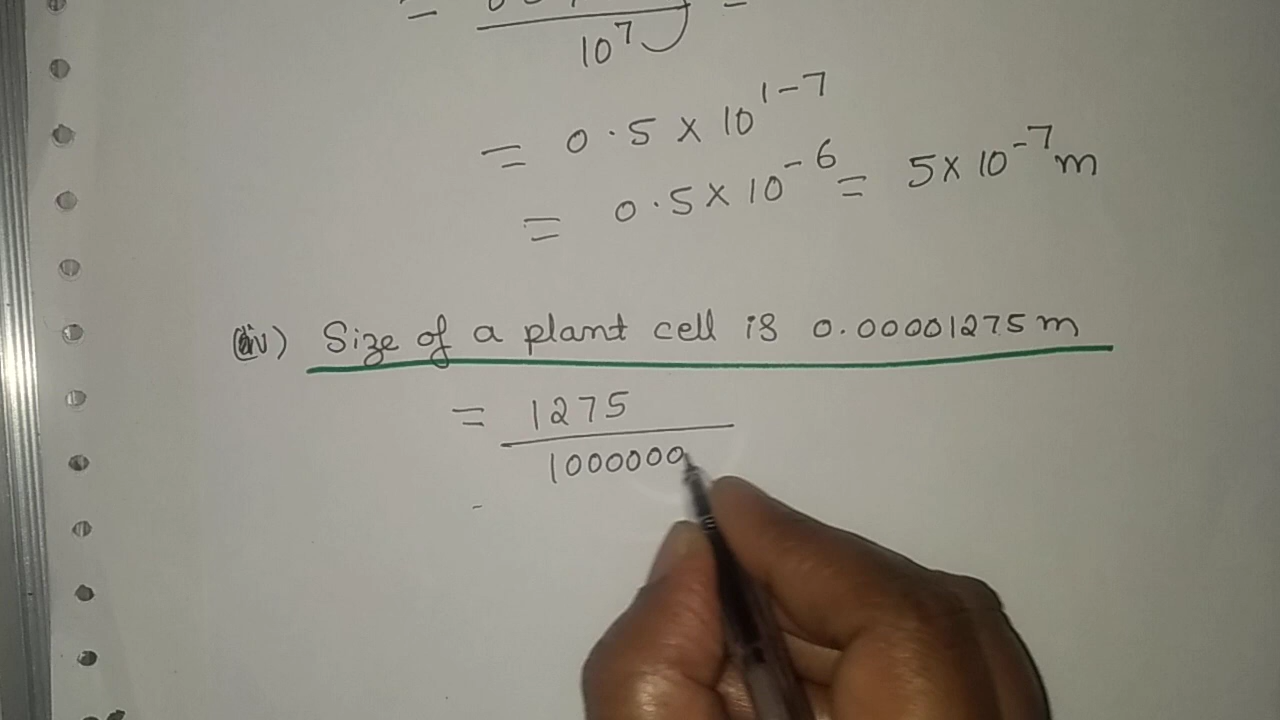 = 10⁷ =
= 0.5 × 10¹⁻⁷
= 0.5 × 10⁻⁶ = 5 × 10⁻⁷ m
(iv) Size of a plant cell is 0.00001275 m
= 1275
1000000